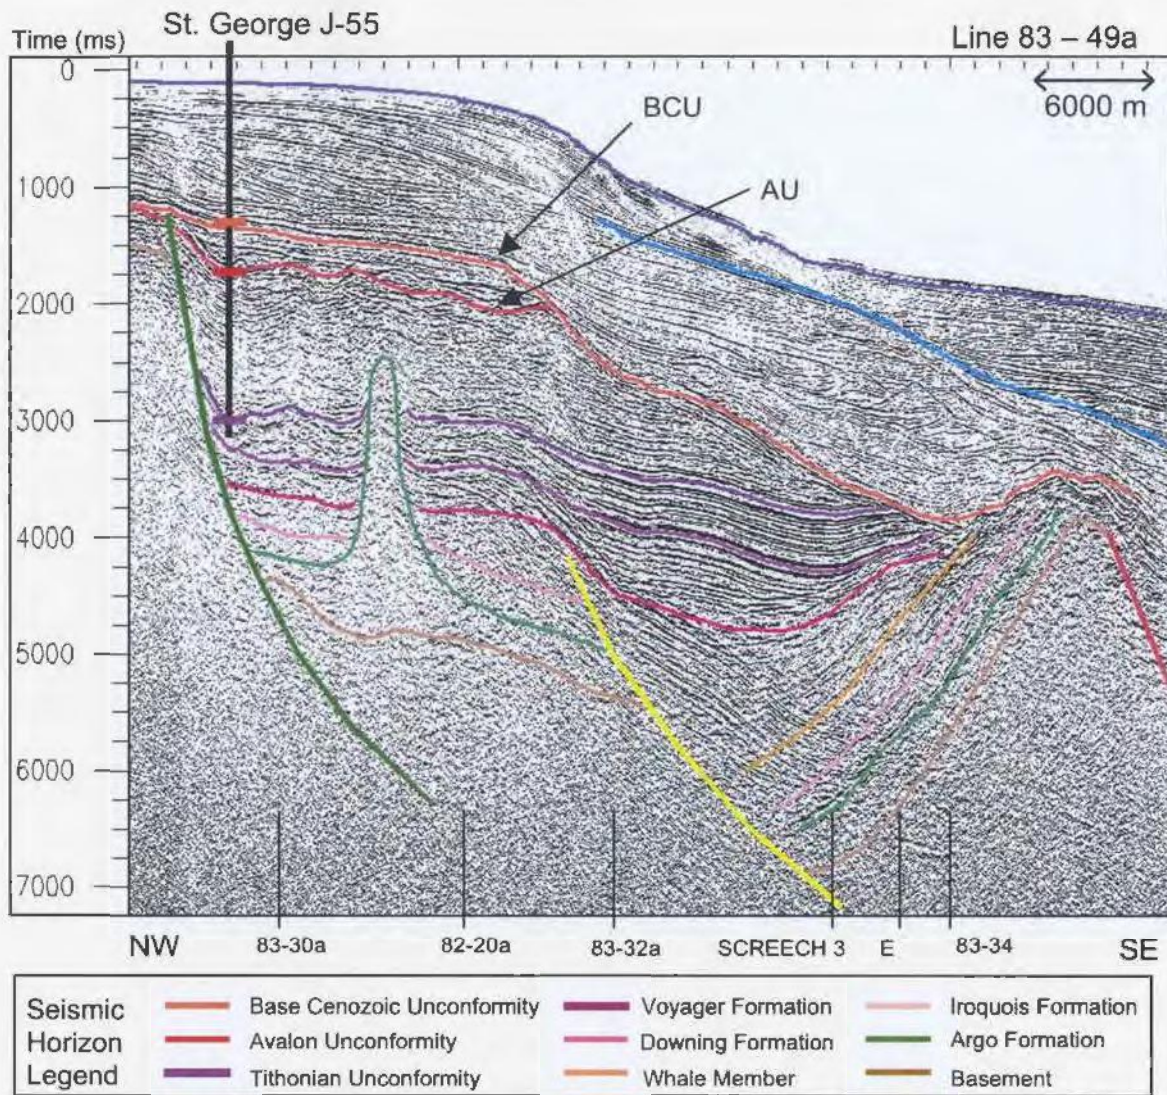 St. George J-55
Time (ms)
Line 83 – 49a
0
6000 m
BCU
1000
AU
2000
3000
4000
5000
6000
7000
NW
83-30a
82-20a
83-32a
SCREECH 3
E
83-34
SE
Seismic Horizon Legend
Base Cenozoic Unconformity
Avalon Unconformity
Tithonian Unconformity
Voyager Formation
Downing Formation
Whale Member
Iroquois Formation
Argo Formation
Basement